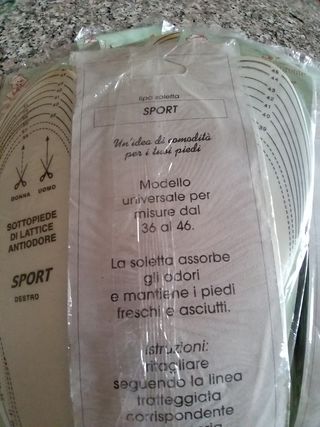 tipo soletta
SPORT
Un'idea di comodità
per i tuoi piedi
Modello
universale per
misure dal
36 al 46.
La soletta assorbe
gli odori
e mantiene i piedi
freschi e asciutti.
Istruzioni:
ritagliare
seguendo la linea
tratteggiata
corrispondente
DONNA UOMO
SOTTOPIEDE
DI LATTICE
ANTIODORE
SPORT
DESTRO